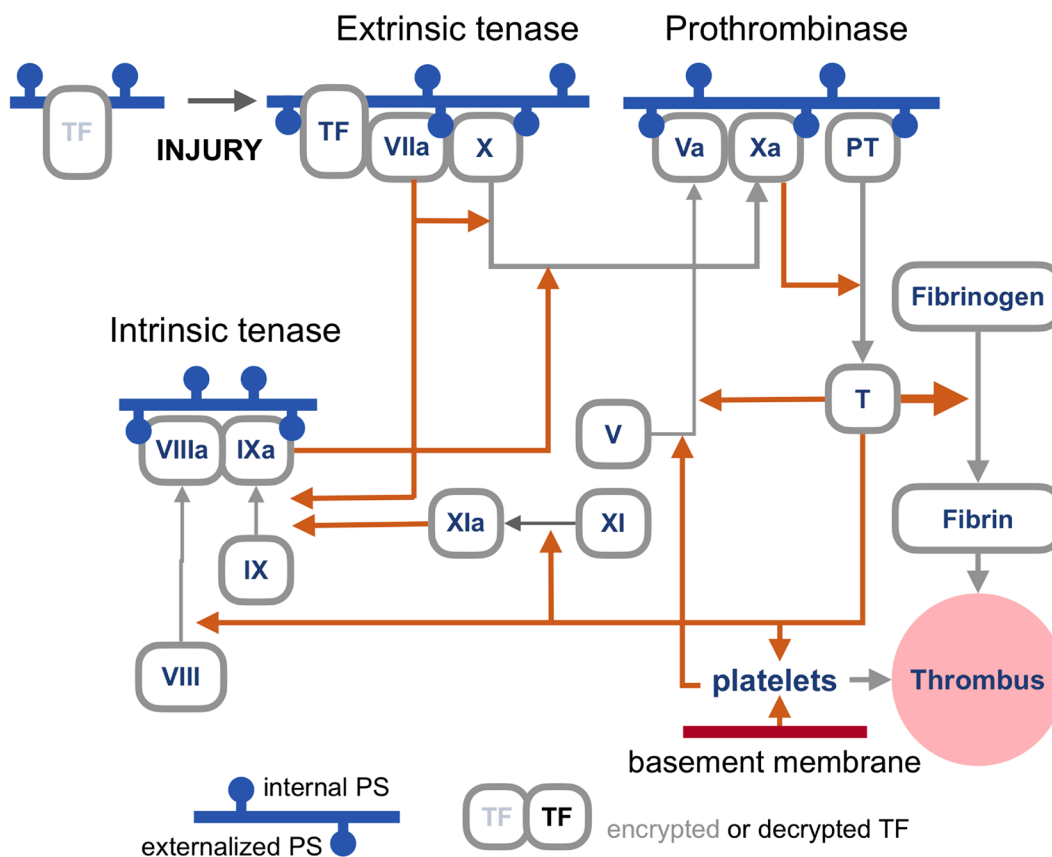 Extrinsic tenase
Prothrombinase
TF
INJURY
TF
VIIa
X
Va
Xa
PT
Fibrinogen
Intrinsic tenase
VIIIa
IXa
V
T
XIa
XI
Fibrin
IX
VIII
platelets
Thrombus
basement membrane
internal PS
externalized PS
TF
TF
encrypted or decrypted TF